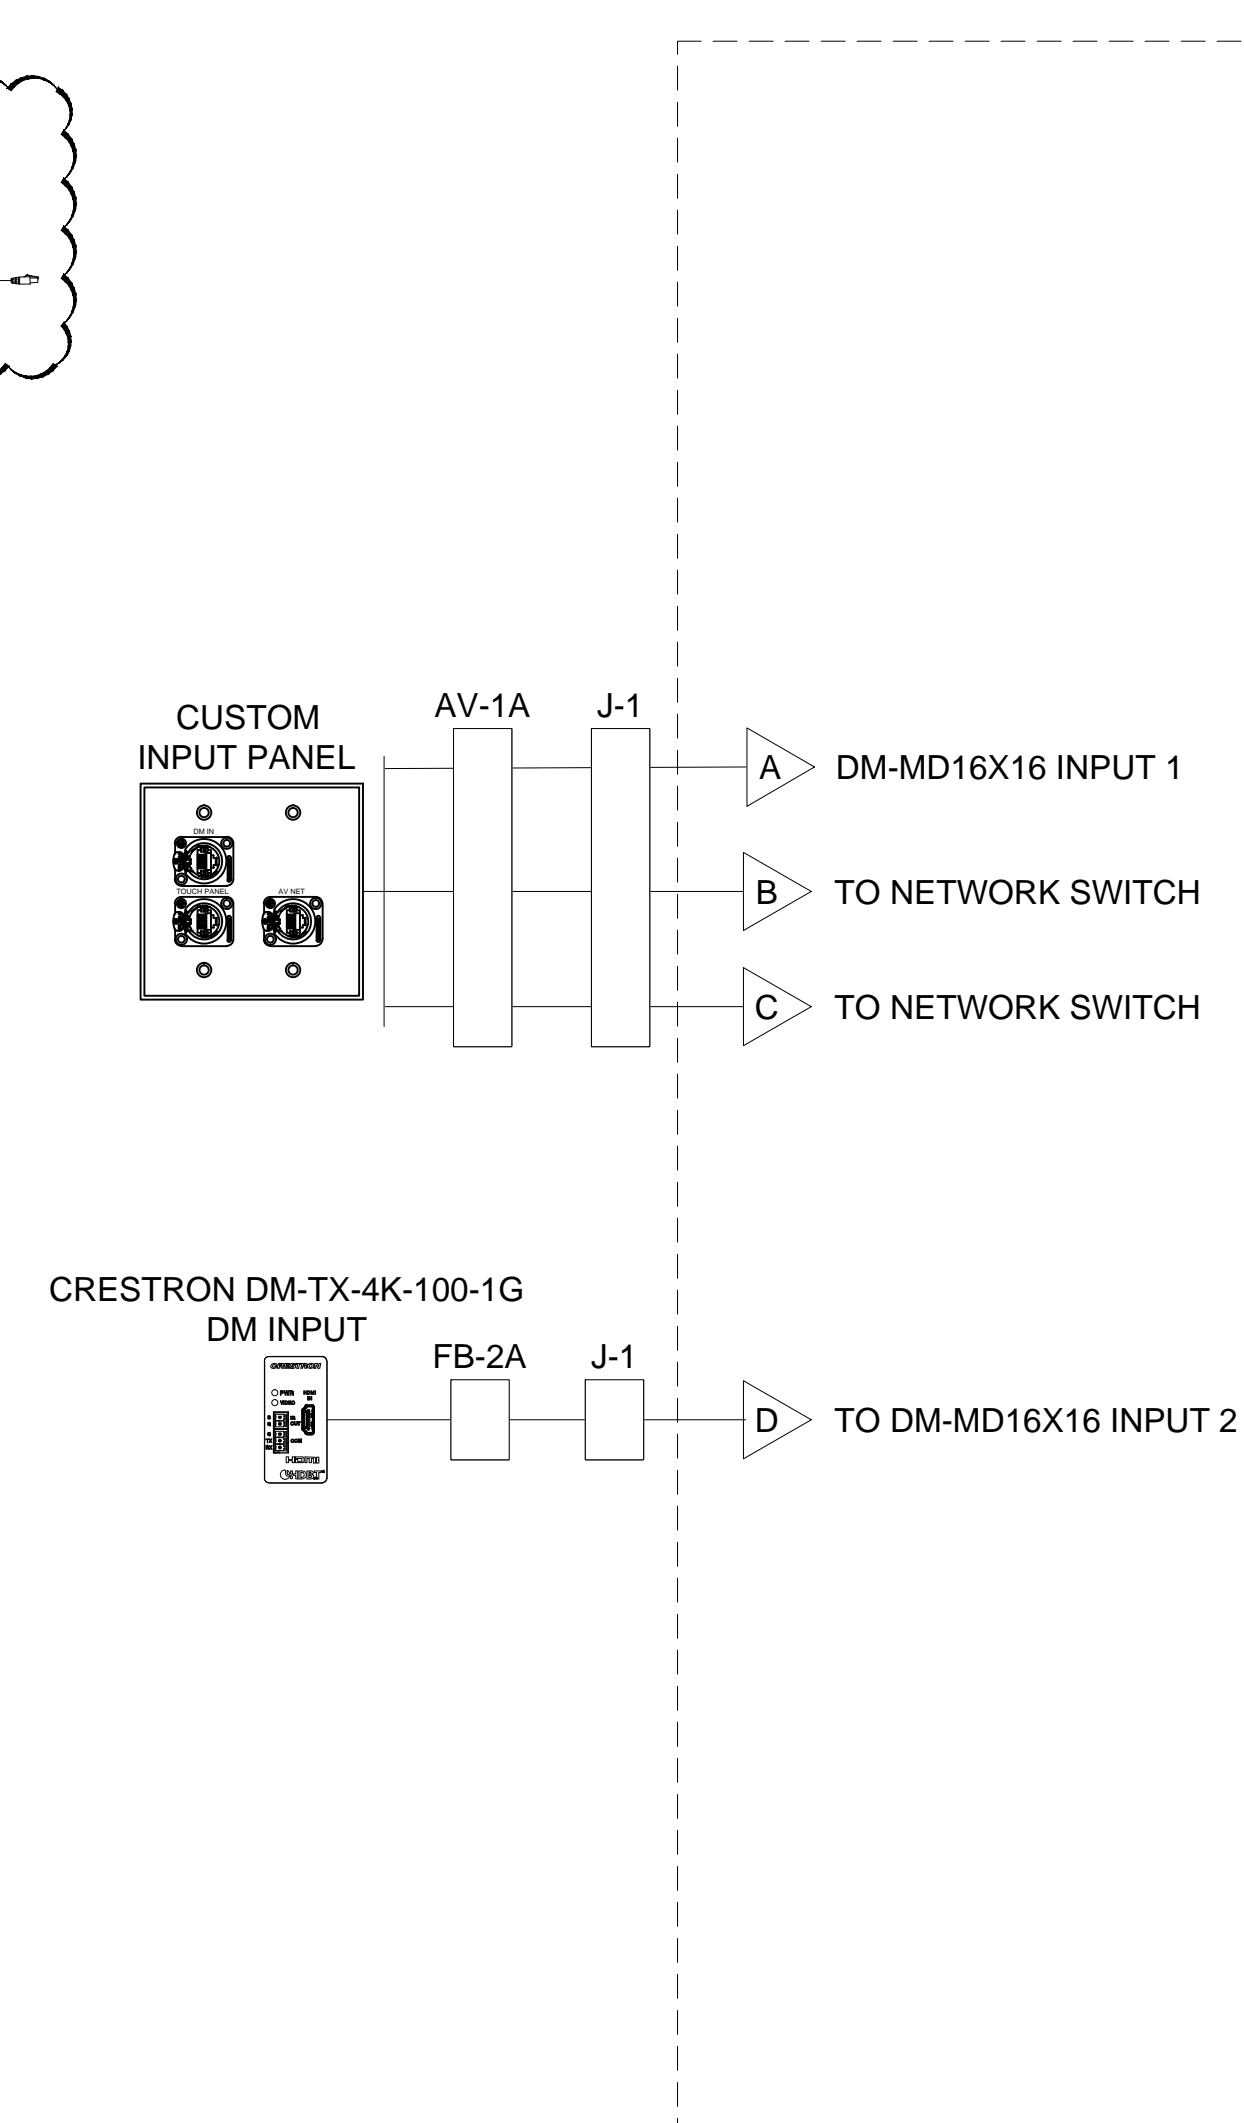 CUSTOM
INPUT PANEL
AV-1A
J-1
DM IN
TOUCH PANEL
AV NET
A
DM-MD16X16 INPUT 1
B
TO NETWORK SWITCH
C
TO NETWORK SWITCH
CRESTRON DM-TX-4K-100-1G
DM INPUT
FB-2A
J-1
CRESTRON
PWR
HDMI
IN
VIDEO
S
IR
G
OUT
G
TX
COM
RX
HDMI
HDBT
D
TO DM-MD16X16 INPUT 2